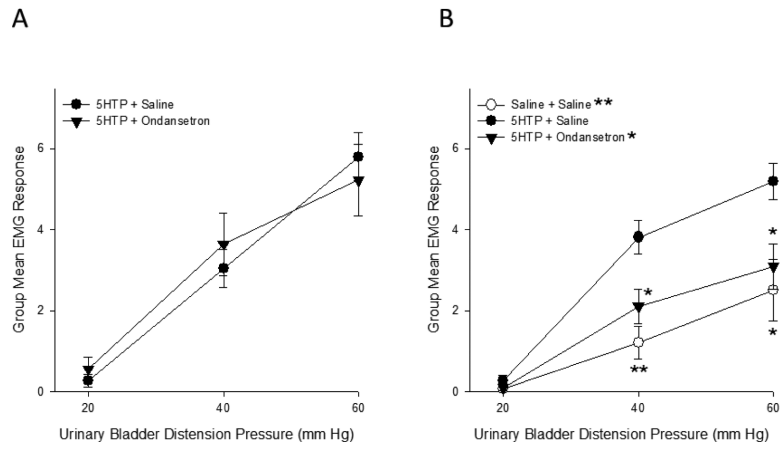 A
5HTP + Saline
5HTP + Ondansetron
6
4
2
0
Group Mean EMG Response
20 40 60
Urinary Bladder Distension Pressure (mm Hg)
B
Saline + Saline **
5HTP + Saline
5HTP + Ondansetron *
6
4
2
0
Group Mean EMG Response
*
*
**
*
20 40 60
Urinary Bladder Distension Pressure (mm Hg)